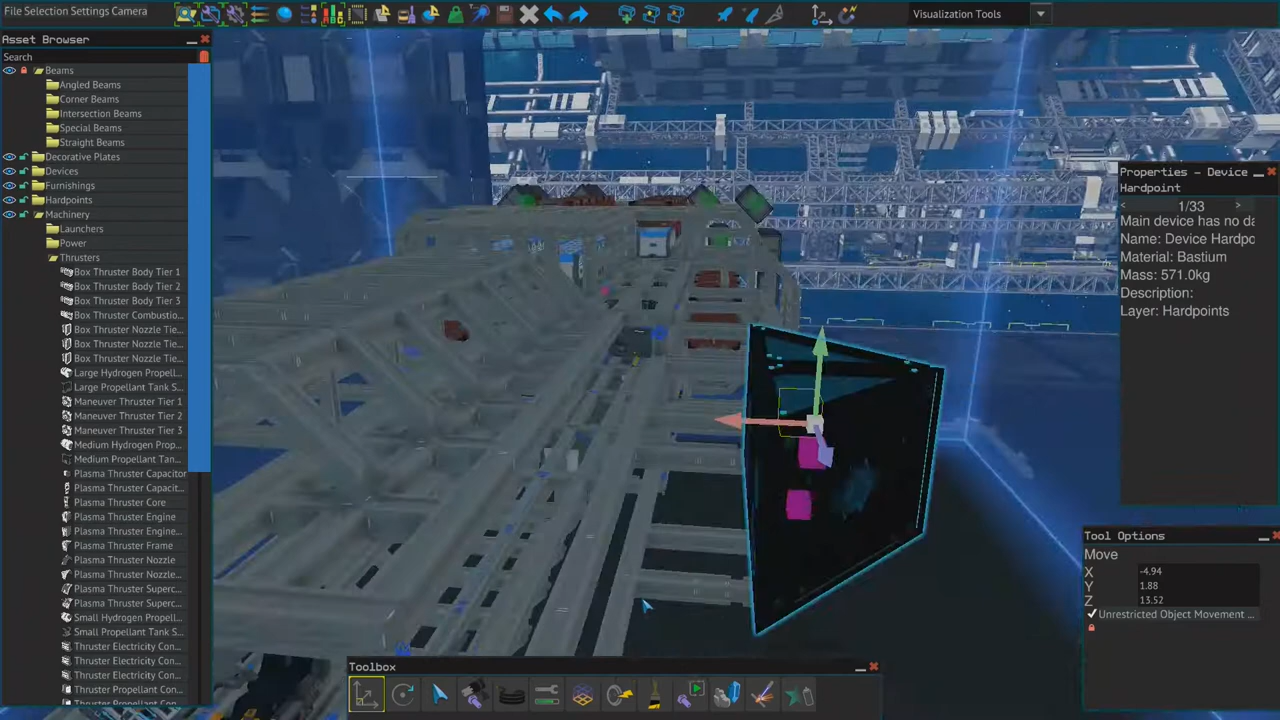 File Selection Settings Camera
Visualization Tools
Asset Browser
Search
Beams
Angled Beams
Corner Beams
Intersection Beams
Special Beams
Straight Beams
Decorative Plates
Devices
Furnishings
Hardpoints
Machinery
Launchers
Power
Thrusters
Box Thruster Body Tier 1
Box Thruster Body Tier 2
Box Thruster Body Tier 3
Box Thruster Combustio...
Box Thruster Nozzle Tie...
Box Thruster Nozzle Tie...
Box Thruster Nozzle Tie...
Large Hydrogen Propell...
Large Propellant Tank S...
Maneuver Thruster Tier 1
Maneuver Thruster Tier 2
Maneuver Thruster Tier 3
Medium Hydrogen Prop...
Medium Propellant Tan...
Plasma Thruster Capacitor
Plasma Thruster Capacit...
Plasma Thruster Core
Plasma Thruster Engine
Plasma Thruster Engine...
Plasma Thruster Frame
Plasma Thruster Nozzle
Plasma Thruster Nozzle...
Plasma Thruster Superc...
Plasma Thruster Superc...
Small Hydrogen Propell...
Small Propellant Tank S...
Thruster Electricity Con...
Thruster Electricity Con...
Thruster Electricity Con...
Thruster Propellant Con...
Properties - Device
Hardpoint
< 1/33 >
Main device has no da
Name: Device Hardpo
Material: Bastium
Mass: 571.0kg
Description:
Layer: Hardpoints
Tool Options
Move
X -4.94
Y 1.88
Z 13.52
Unrestricted Object Movement ...
Toolbox